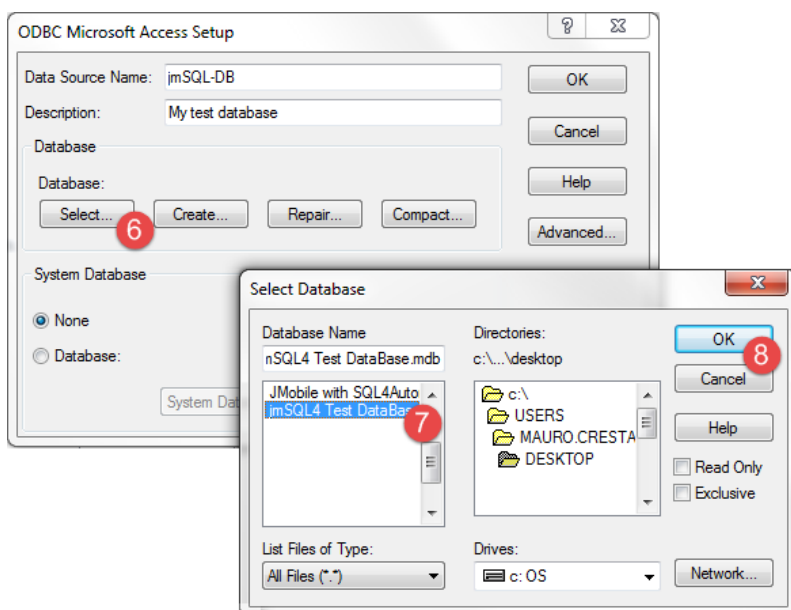 ODBC Microsoft Access Setup
Data Source Name: jmSQL-DB
OK
Description: My test database
Cancel
Database
Database:
Help
Select... Create... Repair... Compact...
6
Advanced...
System Database
None
Database:
System Dat
Select Database
Database Name
Directories:
OK
8
nSQL4 Test DataBase.mdb
c:\...\desktop
Cancel
JMobile with SQL4Auto
jmSQL4 Test DataBas
7
c:\
USERS
MAURO.CRESTA
DESKTOP
Help
Read Only
Exclusive
List Files of Type:
Drives:
All Files (*.*)
c: OS
Network...